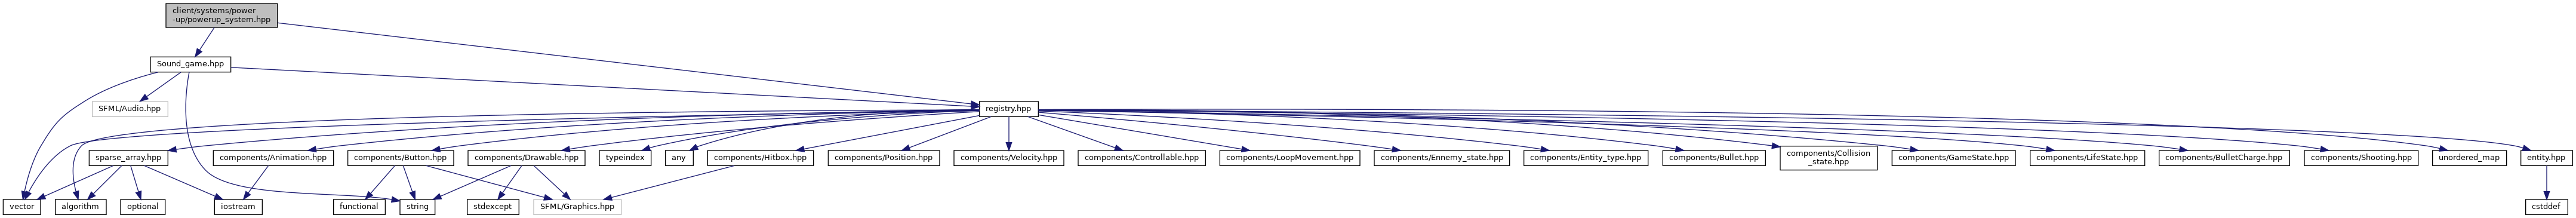 client/systems/power
-up/powerup_system.hpp
Sound_game.hpp
SFML/Audio.hpp
registry.hpp
sparse_array.hpp
components/Animation.hpp
components/Button.hpp
components/Drawable.hpp
typeindex
any
components/Hitbox.hpp
components/Position.hpp
components/Velocity.hpp
components/Controllable.hpp
components/LoopMovement.hpp
components/Ennemy_state.hpp
components/Entity_type.hpp
components/Bullet.hpp
components/Collision
_state.hpp
components/GameState.hpp
components/LifeState.hpp
components/BulletCharge.hpp
components/Shooting.hpp
unordered_map
entity.hpp
vector
algorithm
optional
iostream
functional
string
stdexcept
SFML/Graphics.hpp
cstddef